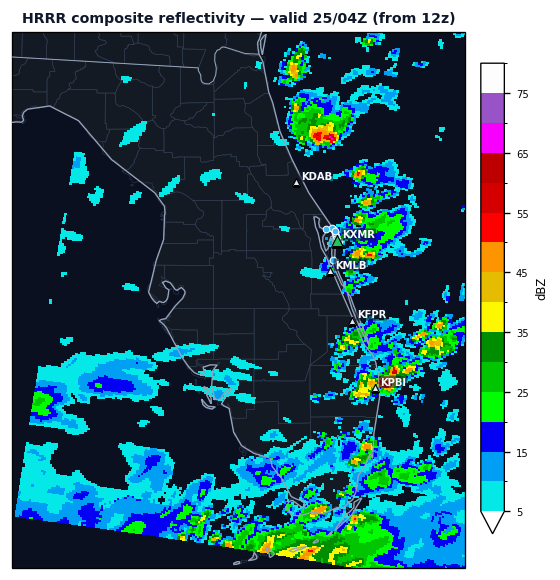 HRRR composite reflectivity — valid 25/04Z (from 12z)
KDAB
KXMR
KMLB
KFPR
KPBI
75
65
55
45
35
25
15
5
dBZ